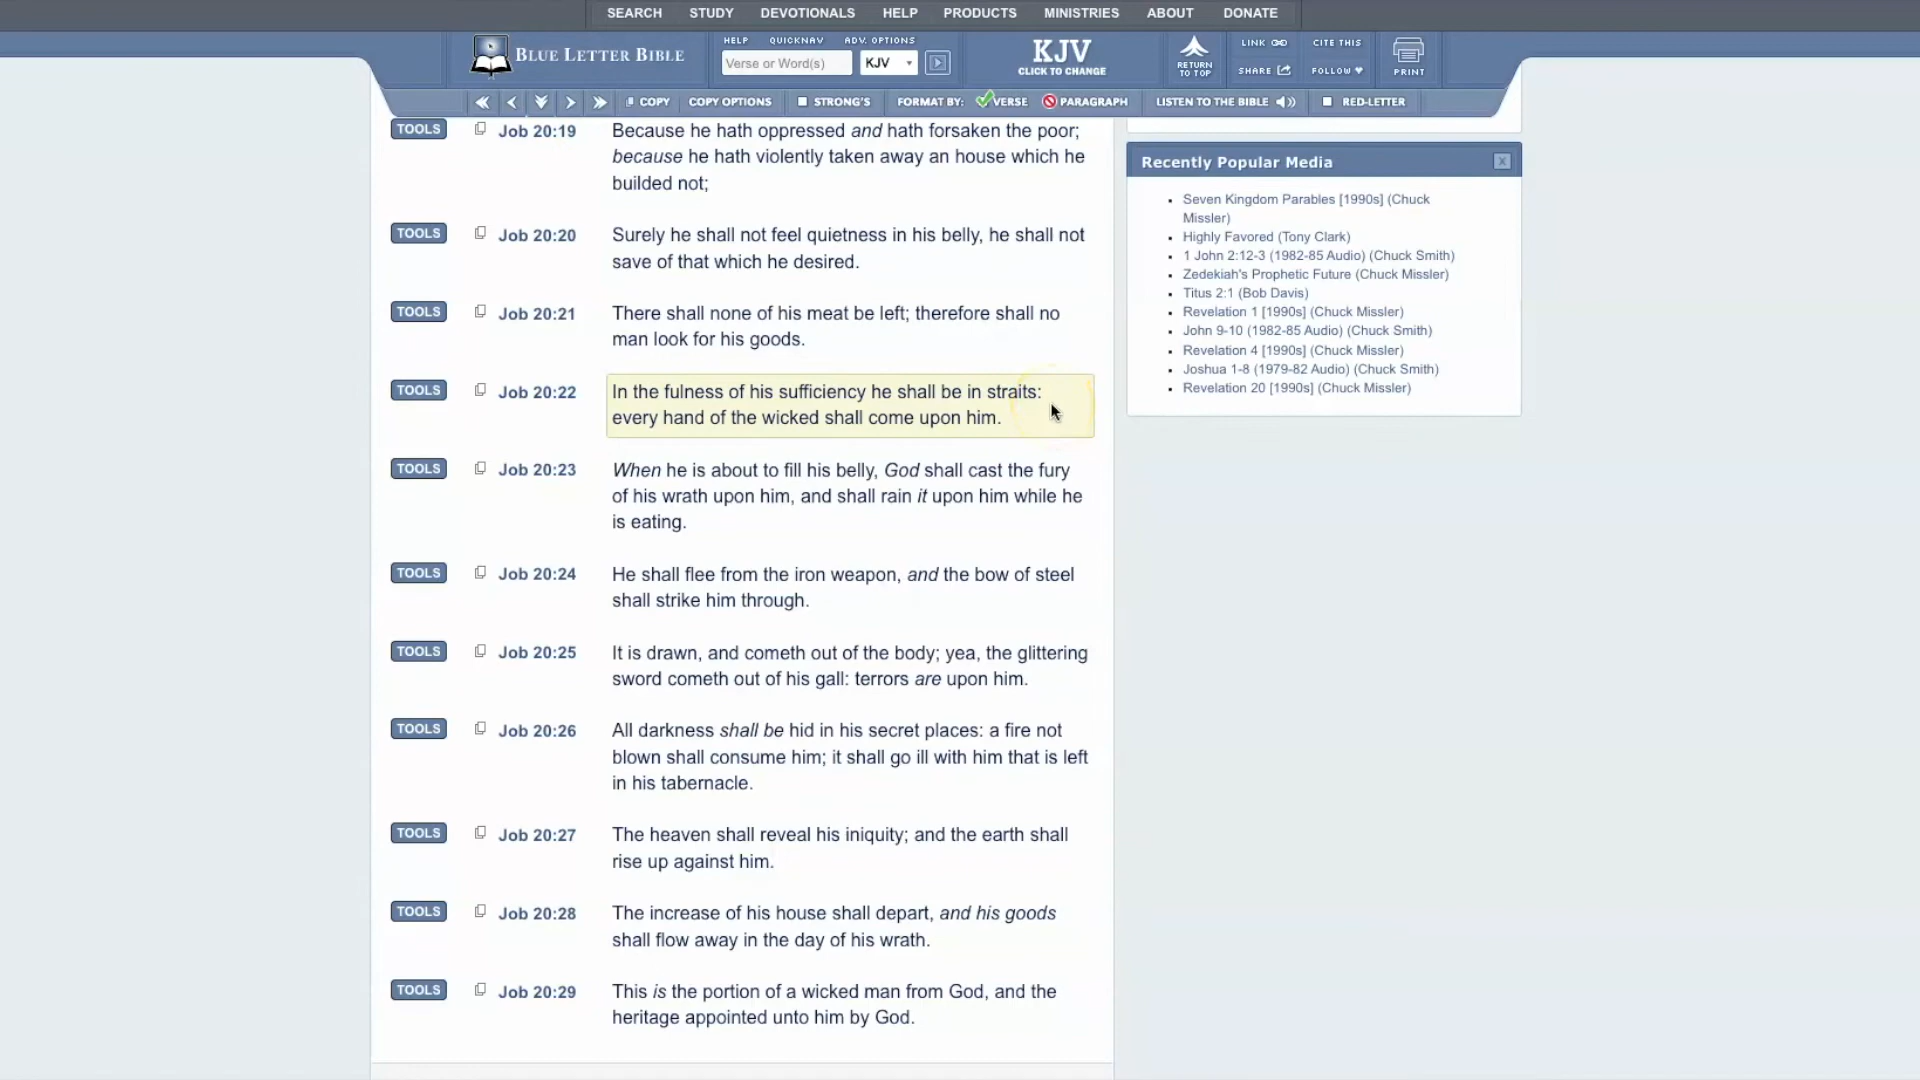 SEARCH STUDY DEVOTIONALS HELP PRODUCTS MINISTRIES ABOUT DONATE
BLUE LETTER BIBLE
HELP QUICKNAV ADV. OPTIONS
Verse or Word(s) KJV
KJV
CLICK TO CHANGE
RETURN
TO TOP
LINK CITE THIS
SHARE FOLLOW
PRINT
COPY COPY OPTIONS STRONG'S FORMAT BY: VERSE PARAGRAPH LISTEN TO THE BIBLE RED-LETTER
TOOLS Job 20:19 Because he hath oppressed and hath forsaken the poor;
because he hath violently taken away an house which he
builded not;
TOOLS Job 20:20 Surely he shall not feel quietness in his belly, he shall not
save of that which he desired.
TOOLS Job 20:21 There shall none of his meat be left; therefore shall no
man look for his goods.
TOOLS Job 20:22 In the fulness of his sufficiency he shall be in straits:
every hand of the wicked shall come upon him.
TOOLS Job 20:23 When he is about to fill his belly, God shall cast the fury
of his wrath upon him, and shall rain it upon him while he
is eating.
TOOLS Job 20:24 He shall flee from the iron weapon, and the bow of steel
shall strike him through.
TOOLS Job 20:25 It is drawn, and cometh out of the body; yea, the glittering
sword cometh out of his gall: terrors are upon him.
TOOLS Job 20:26 All darkness shall be hid in his secret places: a fire not
blown shall consume him; it shall go ill with him that is left
in his tabernacle.
TOOLS Job 20:27 The heaven shall reveal his iniquity; and the earth shall
rise up against him.
TOOLS Job 20:28 The increase of his house shall depart, and his goods
shall flow away in the day of his wrath.
TOOLS Job 20:29 This is the portion of a wicked man from God, and the
heritage appointed unto him by God.
Recently Popular Media
Seven Kingdom Parables [1990s] (Chuck
Missler)
Highly Favored (Tony Clark)
1 John 2:12-3 (1982-85 Audio) (Chuck Smith)
Zedekiah's Prophetic Future (Chuck Missler)
Titus 2:1 (Bob Davis)
Revelation 1 [1990s] (Chuck Missler)
John 9-10 (1982-85 Audio) (Chuck Smith)
Revelation 4 [1990s] (Chuck Missler)
Joshua 1-8 (1979-82 Audio) (Chuck Smith)
Revelation 20 [1990s] (Chuck Missler)